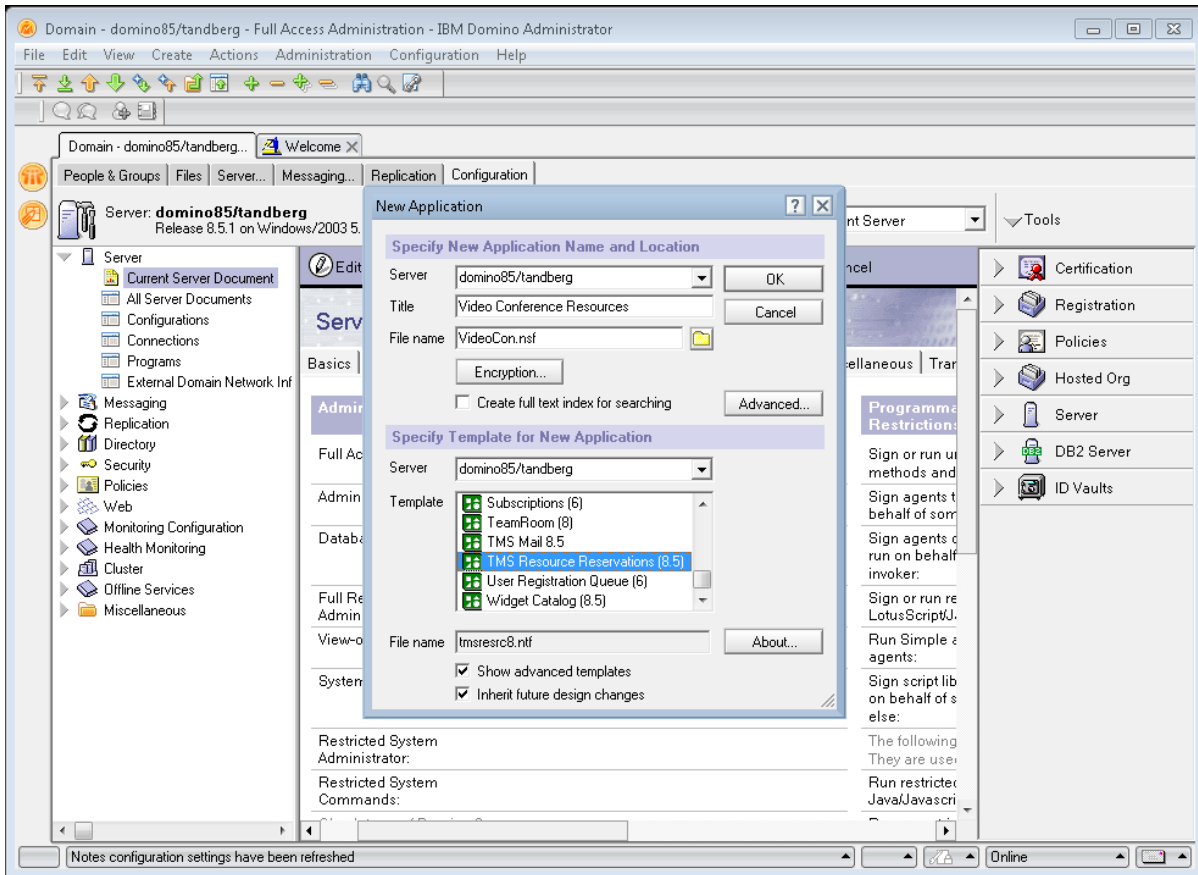 Domain - domino85/tandberg - Full Access Administration - IBM Domino Administrator
File Edit View Create Actions Administration Configuration Help
Domain - domino85/tandberg... Welcome
People & Groups Files Server... Messaging... Replication Configuration
Server: domino85/tandberg
Release 8.5.1 on Windows/2003 5.
nt Server
Tools
Server
Current Server Document
All Server Documents
Configurations
Connections
Programs
External Domain Network Inf
Messaging
Replication
Directory
Security
Policies
Web
Monitoring Configuration
Health Monitoring
Cluster
Offline Services
Miscellaneous
Edit
ncel
Serv
Basics
ellaneous Tran
Admin
Full Ac
Admin
Databa
Full Re
Admin
View-o
System
Restricted System
Administrator:
Restricted System
Commands:
New Application
Specify New Application Name and Location
Server domino85/tandberg OK
Title Video Conference Resources Cancel
File name VideoCon.nsf
Encryption...
Create full text index for searching Advanced...
Specify Template for New Application
Server domino85/tandberg
Template Subscriptions (6)
TeamRoom (8)
TMS Mail 8.5
TMS Resource Reservations (8.5)
User Registration Queue (6)
Widget Catalog (8.5)
File name tmsresrc8.ntf About...
Show advanced templates
Inherit future design changes
Programma
Restrictions
Sign or run un
methods and
Sign agents t
behalf of som
Sign agents o
run on behalf
invoker:
Sign or run re
LotusScript/J
Run Simple a
agents:
Sign script lib
on behalf of s
else:
The following
They are used
Run restricted
Java/Javascri
Certification
Registration
Policies
Hosted Org
Server
DB2 Server
ID Vaults
Notes configuration settings have been refreshed
Online